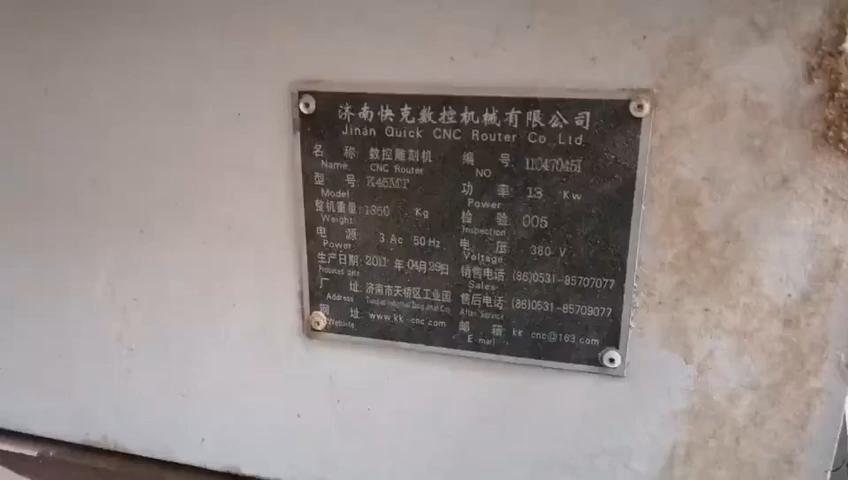 济南快克数控机械有限公司
Jinan Quick CNC Router Co Ltd
名 称: 数控雕刻机 编 号: 110470451
Name CNC Router NO
型 号: K45MT 功 率: 13 Kw
Model Power
整机重量: 1350 Kg 检 验: 005
Weight: Inspection
电 源: 3 Ac 50Hz 电 压: 380 V
Power Voltage
生产日期: 2011 年 04月29日 销售电话: (86)0531-85707077
Produced Date Sales
厂 址: 济南市天桥区工业园 售后电话: (86)0531-85709077
Address After Service
网 址: www.kk-cnc.com 邮 箱: kk cnc@163.com
Website E-mail